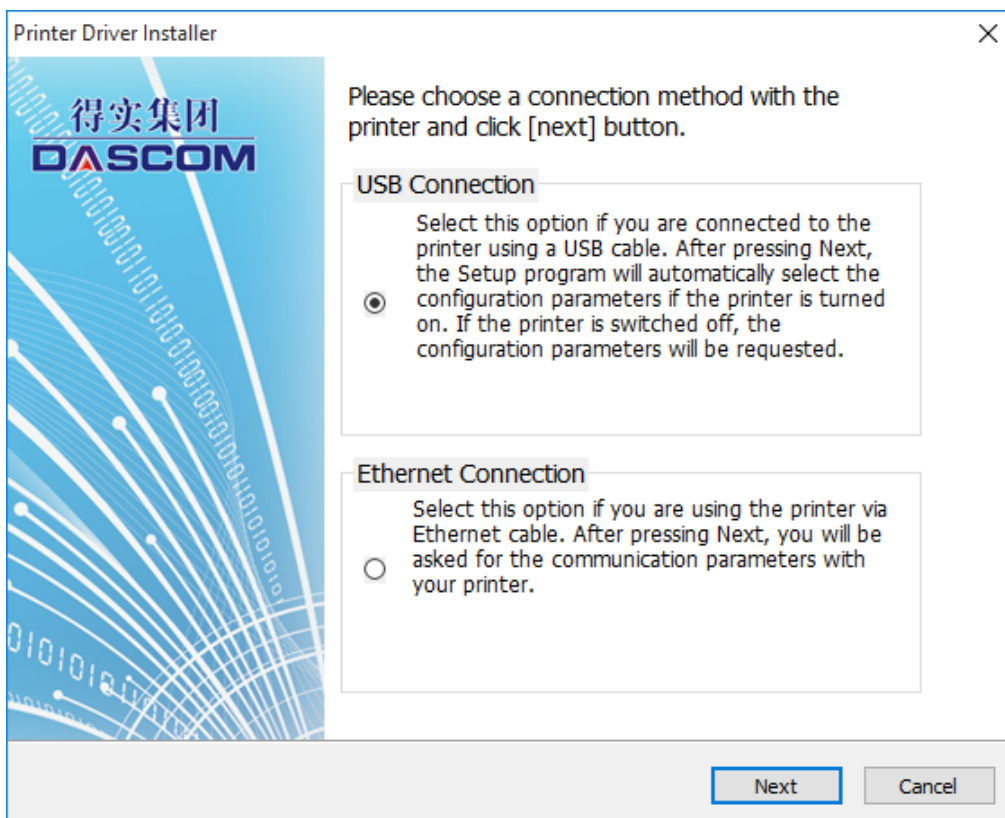 Printer Driver Installer
得实集团
DASCOM
Please choose a connection method with the
printer and click [next] button.
USB Connection
Select this option if you are connected to the
printer using a USB cable. After pressing Next,
the Setup program will automatically select the
configuration parameters if the printer is turned
on. If the printer is switched off, the
configuration parameters will be requested.
Ethernet Connection
Select this option if you are using the printer via
Ethernet cable. After pressing Next, you will be
asked for the communication parameters with
your printer.
Next
Cancel